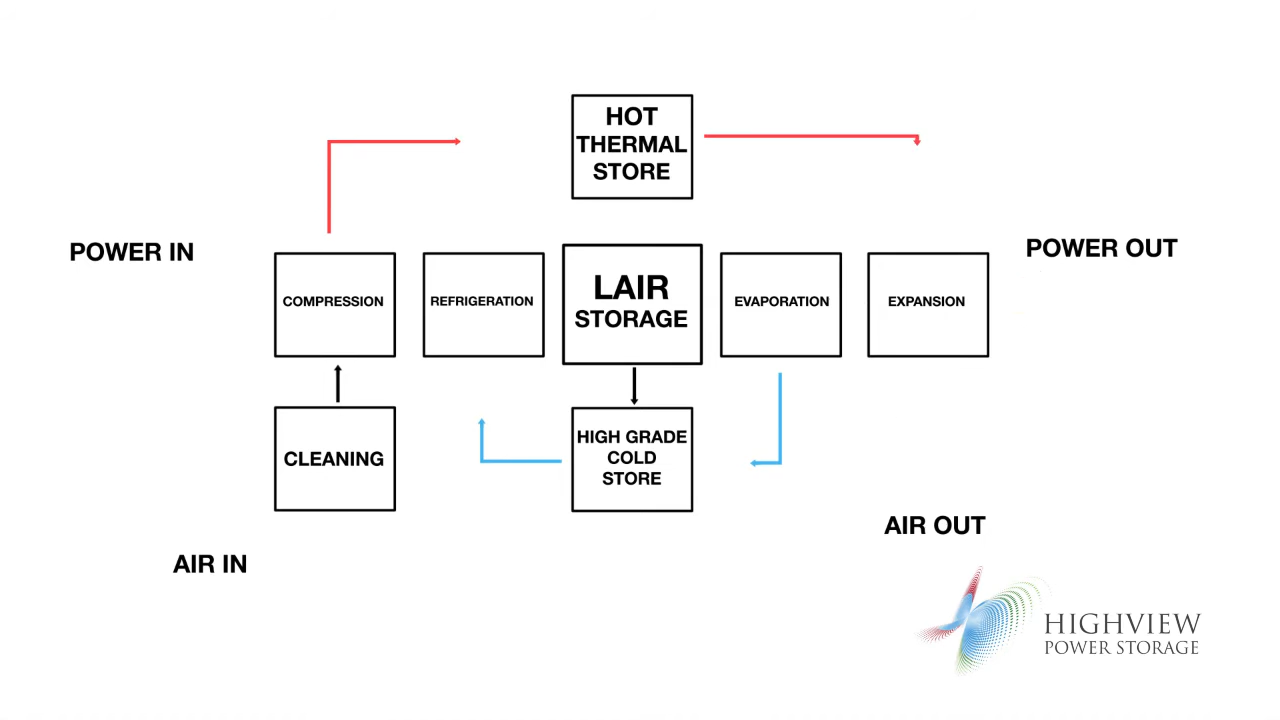 HOT
THERMAL
STORE
POWER IN
POWER OUT
COMPRESSION
REFRIGERATION
LAIR
STORAGE
EVAPORATION
EXPANSION
CLEANING
HIGH GRADE
COLD
STORE
AIR OUT
AIR IN
HIGHVIEW
POWER STORAGE